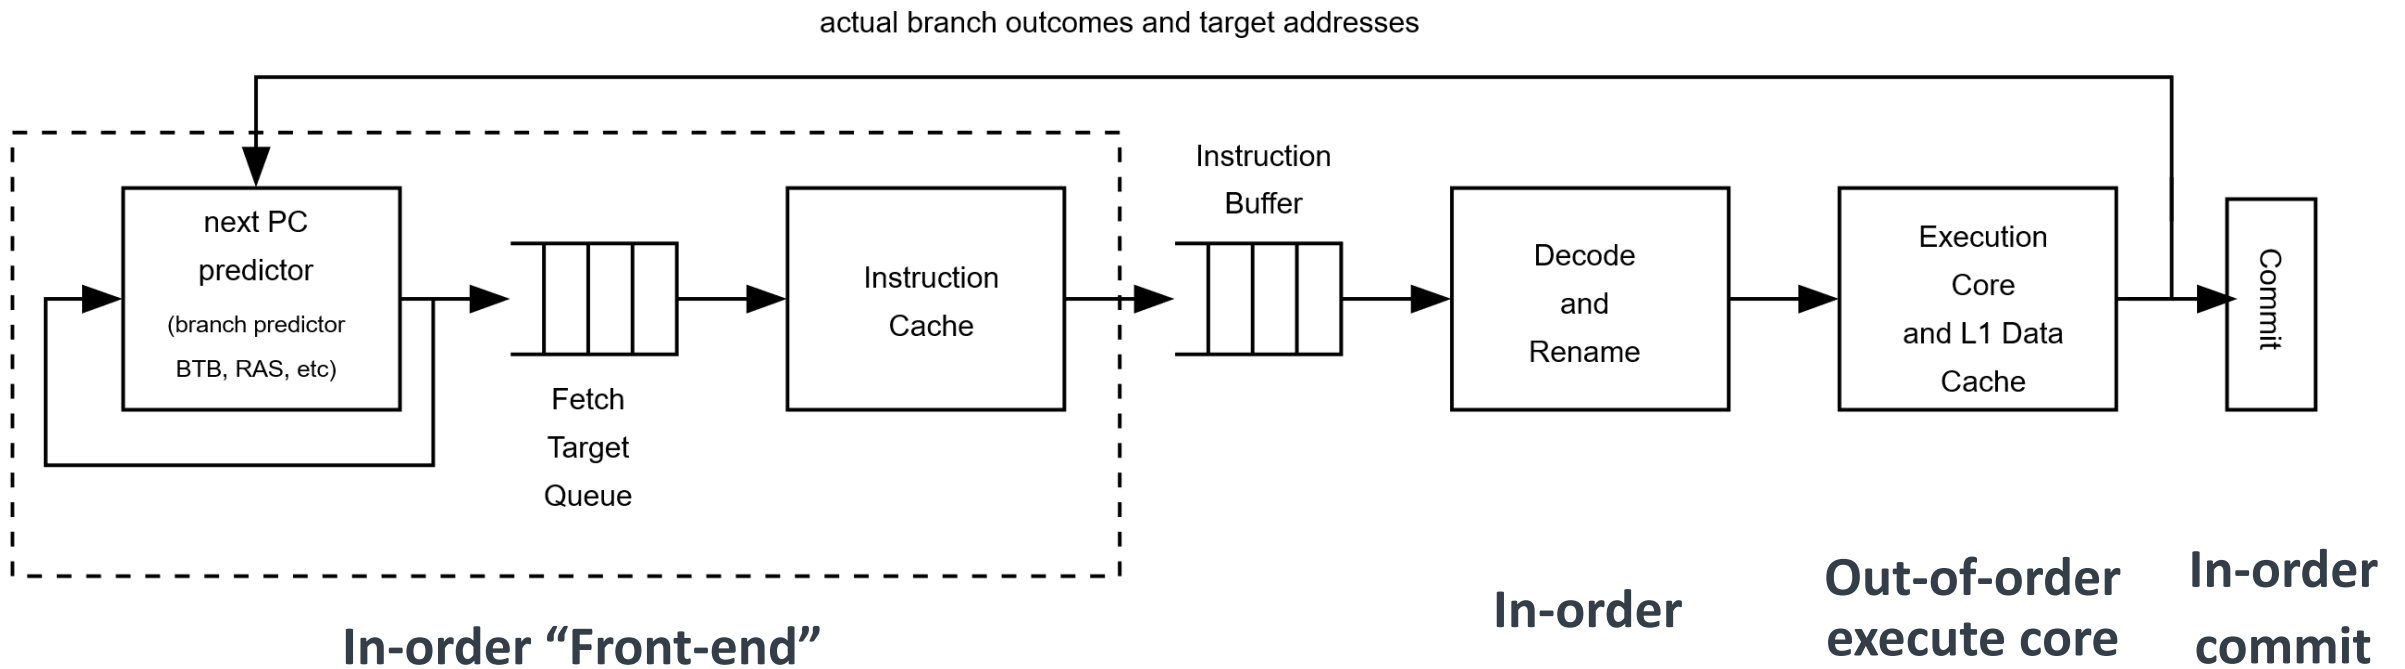 actual branch outcomes and target addresses
next PC
predictor
(branch predictor
BTB, RAS, etc)
Fetch
Target
Queue
Instruction
Cache
Instruction
Buffer
Decode
and
Rename
Execution
Core
and L1 Data
Cache
Commit
In-order “Front-end”
In-order
Out-of-order
execute core
In-order
commit